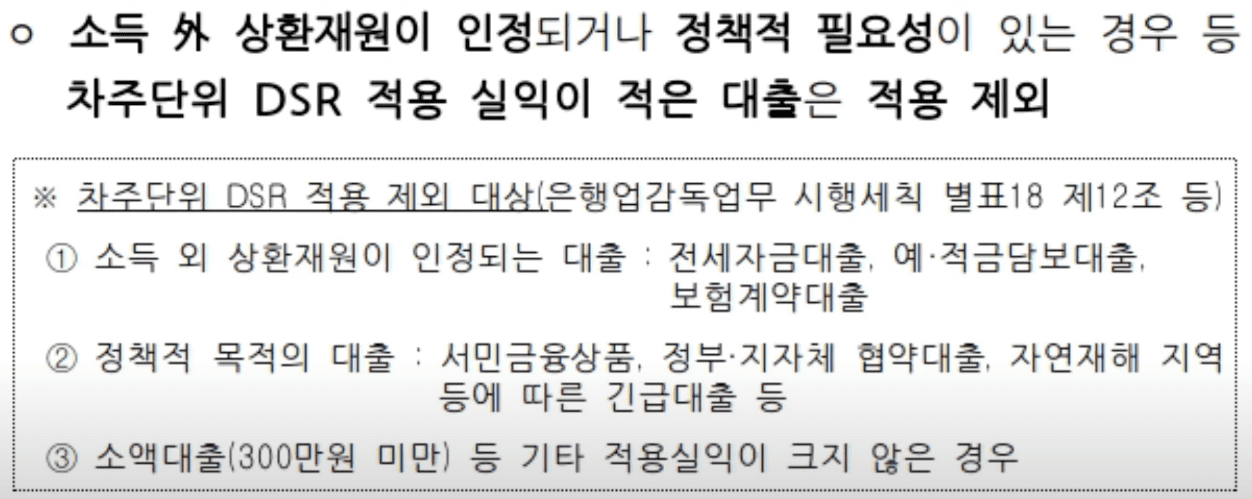 ㅇ 소득 外 상환재원이 인정되거나 정책적 필요성이 있는 경우 등
차주단위 DSR 적용 실익이 적은 대출은 적용 제외
※ 차주단위 DSR 적용 제외 대상(은행업감독업무 시행세칙 별표18 제12조 등)
① 소득 외 상환재원이 인정되는 대출 : 전세자금대출, 예·적금담보대출,
보험계약대출
② 정책적 목적의 대출 : 서민금융상품, 정부·지자체 협약대출, 자연재해 지역
등에 따른 긴급대출 등
③ 소액대출(300만원 미만) 등 기타 적용실익이 크지 않은 경우